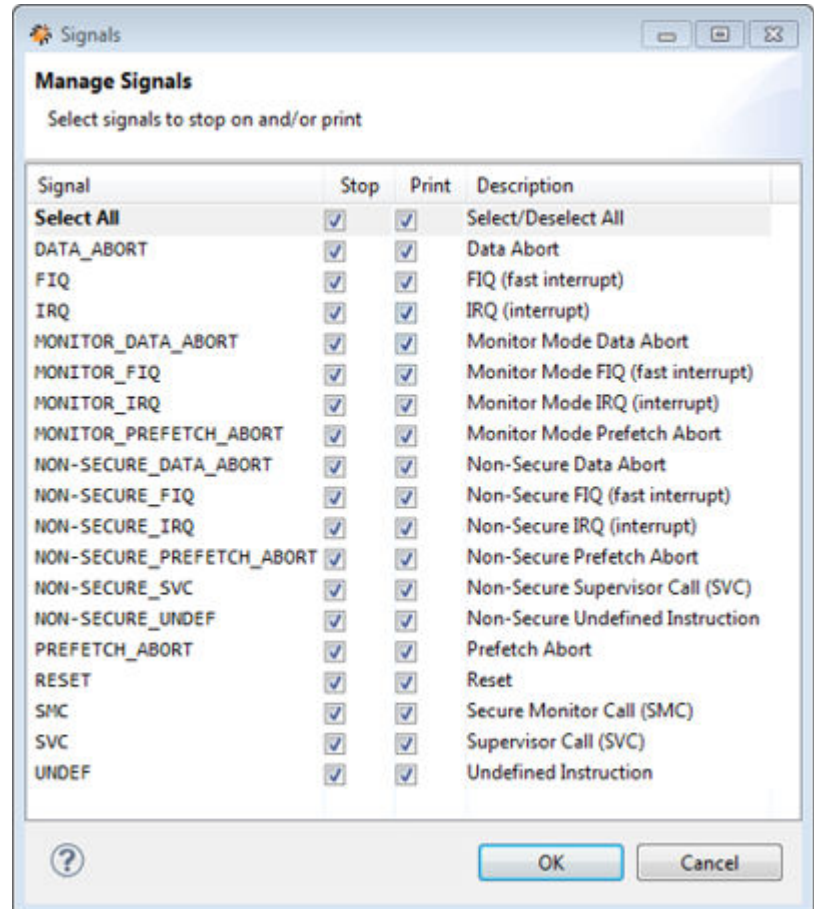 Signals
Manage Signals
Select signals to stop on and/or print
Signal Stop Print Description
Select All Select/Deselect All
DATA_ABORT Data Abort
FIQ FIQ (fast interrupt)
IRQ IRQ (interrupt)
MONITOR_DATA_ABORT Monitor Mode Data Abort
MONITOR_FIQ Monitor Mode FIQ (fast interrupt)
MONITOR_IRQ Monitor Mode IRQ (interrupt)
MONITOR_PREFETCH_ABORT Monitor Mode Prefetch Abort
NON-SECURE_DATA_ABORT Non-Secure Data Abort
NON-SECURE_FIQ Non-Secure FIQ (fast interrupt)
NON-SECURE_IRQ Non-Secure IRQ (interrupt)
NON-SECURE_PREFETCH_ABORT Non-Secure Prefetch Abort
NON-SECURE_SVC Non-Secure Supervisor Call (SVC)
NON-SECURE_UNDEF Non-Secure Undefined Instruction
PREFETCH_ABORT Prefetch Abort
RESET Reset
SMC Secure Monitor Call (SMC)
SVC Supervisor Call (SVC)
UNDEF Undefined Instruction
? OK Cancel